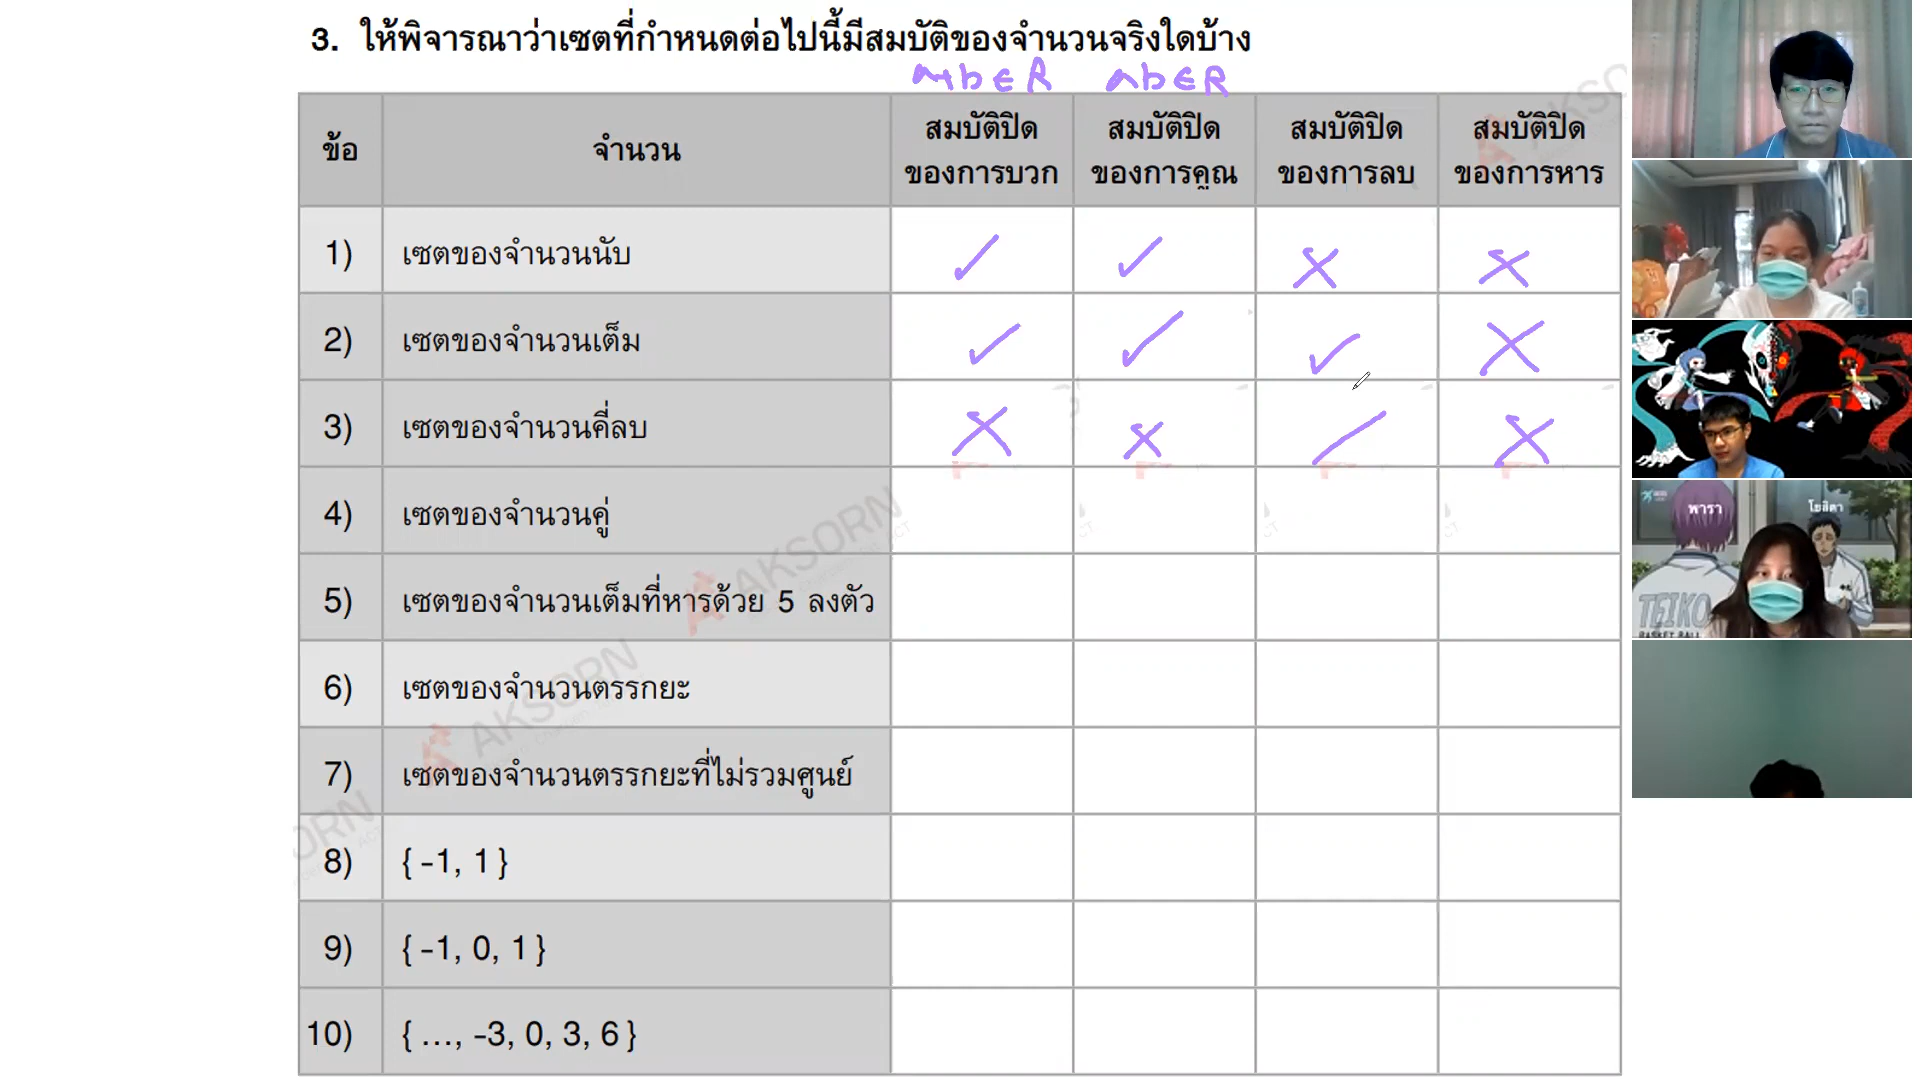 3. ให้พิจารณาว่าเซตที่กำหนดต่อไปนี้มีสมบัติของจำนวนจริงใดบ้าง
a+b∈R ab∈R
ข้อ จำนวน สมบัติปิดของการบวก สมบัติปิดของการคูณ สมบัติปิดของการลบ สมบัติปิดของการหาร
1) เซตของจำนวนนับ ✓ ✓ ✗ ✗
2) เซตของจำนวนเต็ม ✓ ✓ ✓ ✗
3) เซตของจำนวนคี่ลบ ✗ ✗ / ✗
4) เซตของจำนวนคู่
5) เซตของจำนวนเต็มที่หารด้วย 5 ลงตัว
6) เซตของจำนวนตรรกยะ
7) เซตของจำนวนตรรกยะที่ไม่รวมศูนย์
8) { -1, 1 }
9) { -1, 0, 1 }
10) { ..., -3, 0, 3, 6 }
AKSORN
AKSORN
พารา
โยสิตา
TEIKO
BASKET BALL